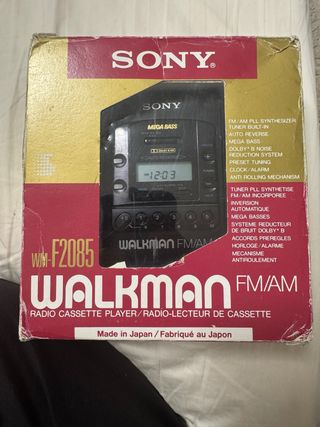 SONY®
SONY
MEGA BASS
DOLBY B NR
12:03
WALKMAN FM/AM
FM/AM PLL SYNTHESIZER
TUNER BUILT-IN
AUTO REVERSE
MEGA BASS
DOLBY* B NOISE
REDUCTION SYSTEM
PRESET TUNING
CLOCK/ALARM
ANTI ROLLING MECHANISM
TUNER PLL SYNTHETISE
FM/AM INCORPOREE
INVERSION
AUTOMATIQUE
MEGA BASSES
SYSTEME REDUCTEUR
DE BRUIT DOLBY* B
ACCORDS PREREGLES
HORLOGE/ALARME
MECANISME
ANTIROULEMENT
WM-F2085
WALKMAN FM/AM
RADIO CASSETTE PLAYER/RADIO-LECTEUR DE CASSETTE
Made in Japan/Fabriqué au Japon